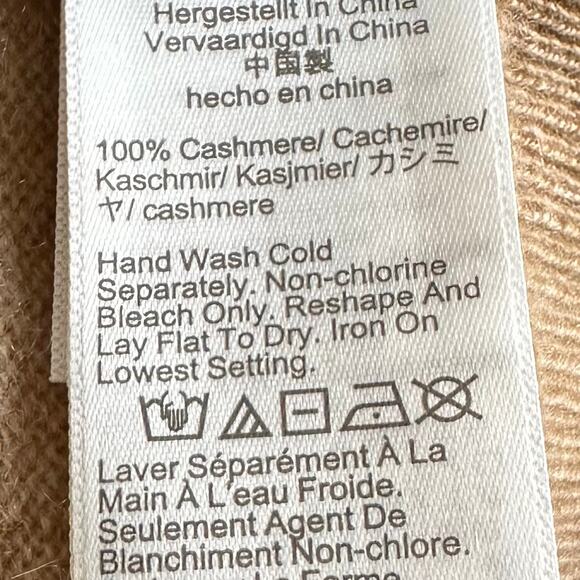 Hergestellt In China
Vervaardigd In China
中国製
hecho en china
100% Cashmere/ Cachemire/
Kaschmir/ Kasjmier/ カシミ
ヤ/ cashmere
Hand Wash Cold
Separately. Non-chlorine
Bleach Only. Reshape And
Lay Flat To Dry. Iron On
Lowest Setting.
Laver Séparément À La
Main À L'eau Froide.
Seulement Agent De
Blanchiment Non-chlore.
La Forme